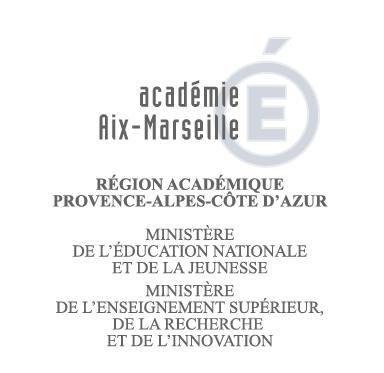 académie
Aix-Marseille
É
RÉGION ACADÉMIQUE
PROVENCE-ALPES-CÔTE D’AZUR
MINISTÈRE
DE L’ÉDUCATION NATIONALE
ET DE LA JEUNESSE
MINISTÈRE
DE L’ENSEIGNEMENT SUPÉRIEUR,
DE LA RECHERCHE
ET DE L’INNOVATION